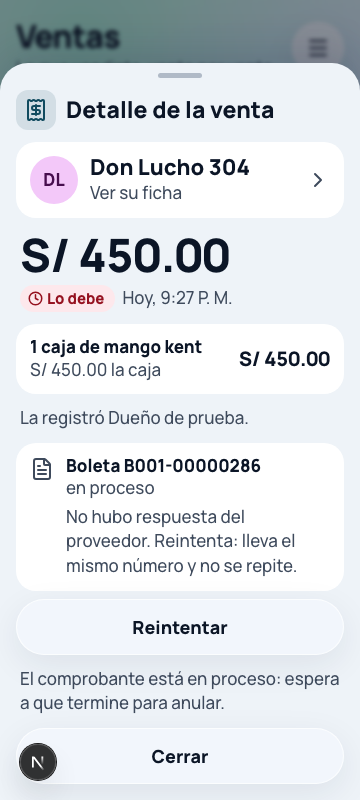 Ventas
Detalle de la venta
DL
Don Lucho 304
Ver su ficha
S/ 450.00
Lo debe
Hoy, 9:27 P. M.
1 caja de mango kent
S/ 450.00 la caja
S/ 450.00
La registró Dueño de prueba.
Boleta B001-00000286
en proceso
No hubo respuesta del
proveedor. Reintenta: lleva el
mismo número y no se repite.
Reintentar
El comprobante está en proceso: espera
a que termine para anular.
N
Cerrar